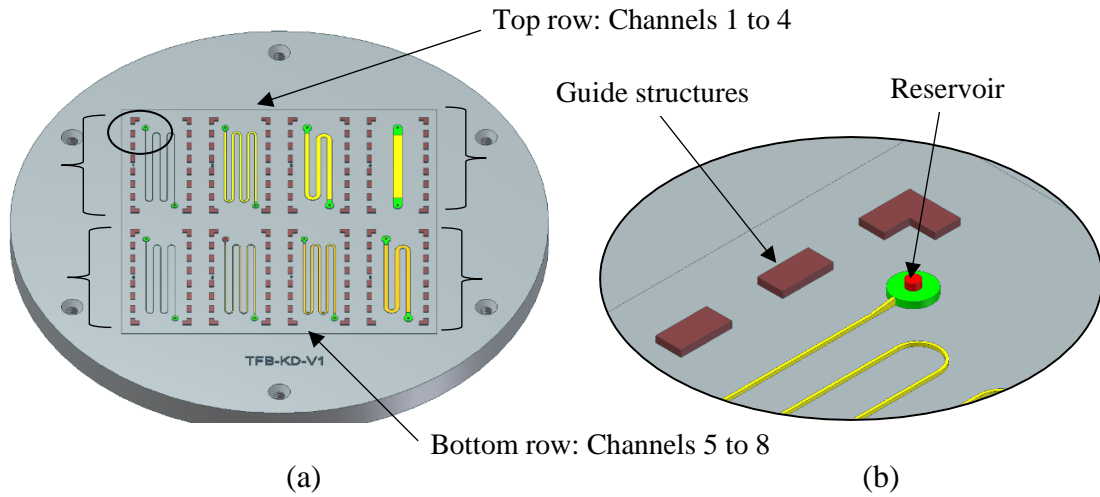 Top row: Channels 1 to 4
Guide structures
Reservoir
TFB-KD-V1
Bottom row: Channels 5 to 8
(a)
(b)